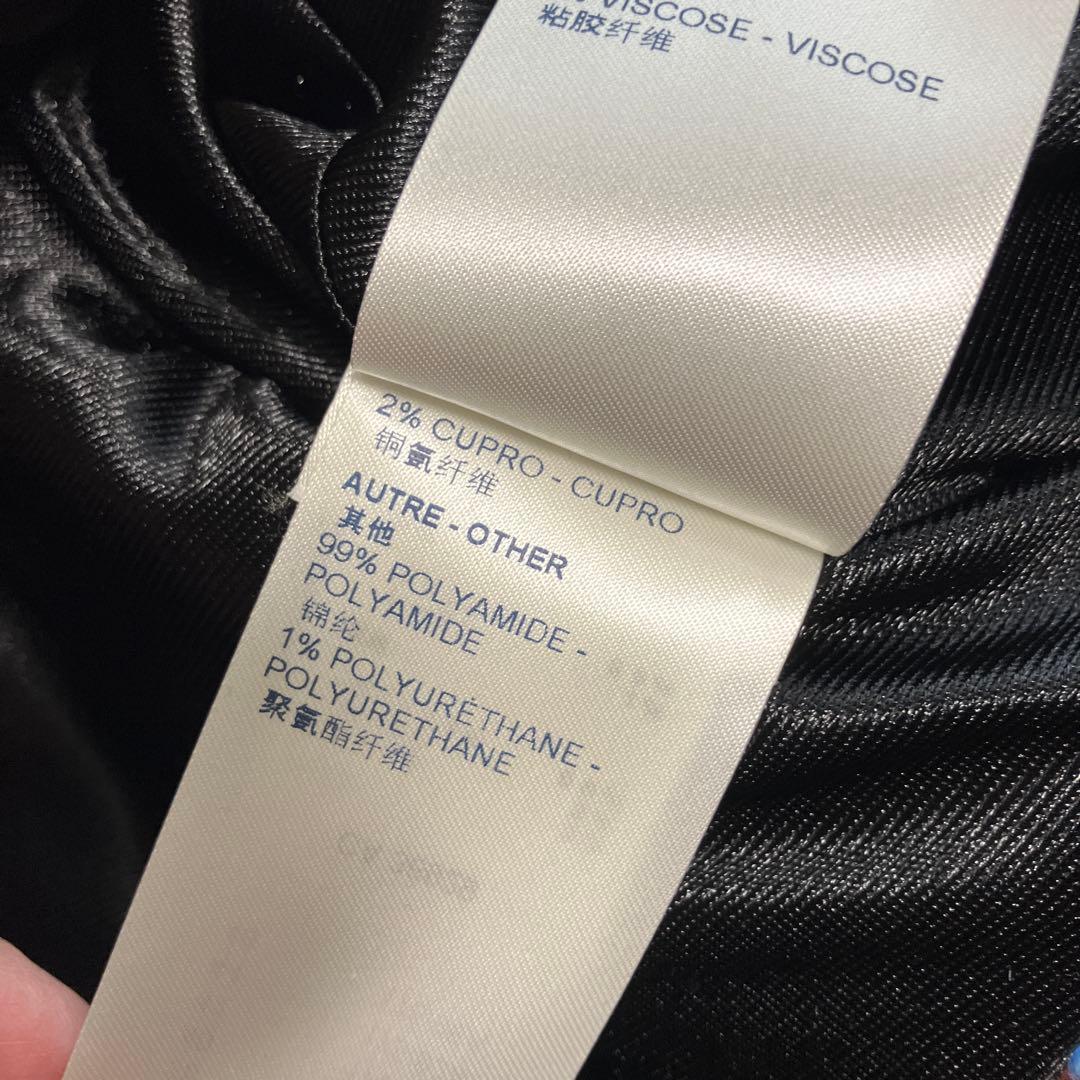 VISCOSE - VISCOSE
粘胶纤维
2% CUPRO - CUPRO
铜氨纤维
AUTRE - OTHER
其他
99% POLYAMIDE -
POLYAMIDE
锦纶
1% POLYURÉTHANE -
POLYURETHANE
聚氨酯纤维